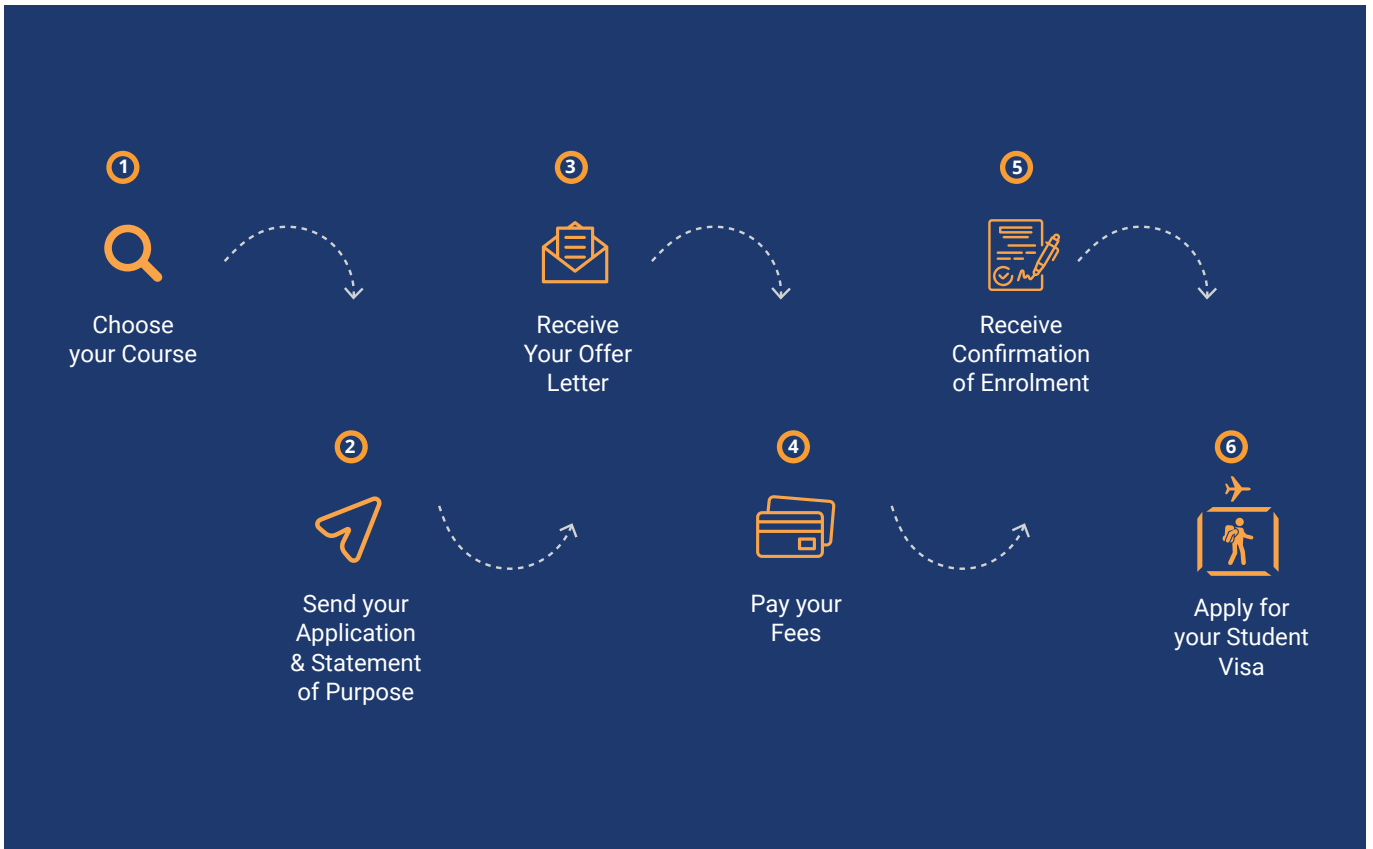 1
Choose
your Course
2
Send your
Application
& Statement
of Purpose
3
Receive
Your Offer
Letter
4
Pay your
Fees
5
Receive
Confirmation
of Enrolment
6
Apply for
your Student
Visa